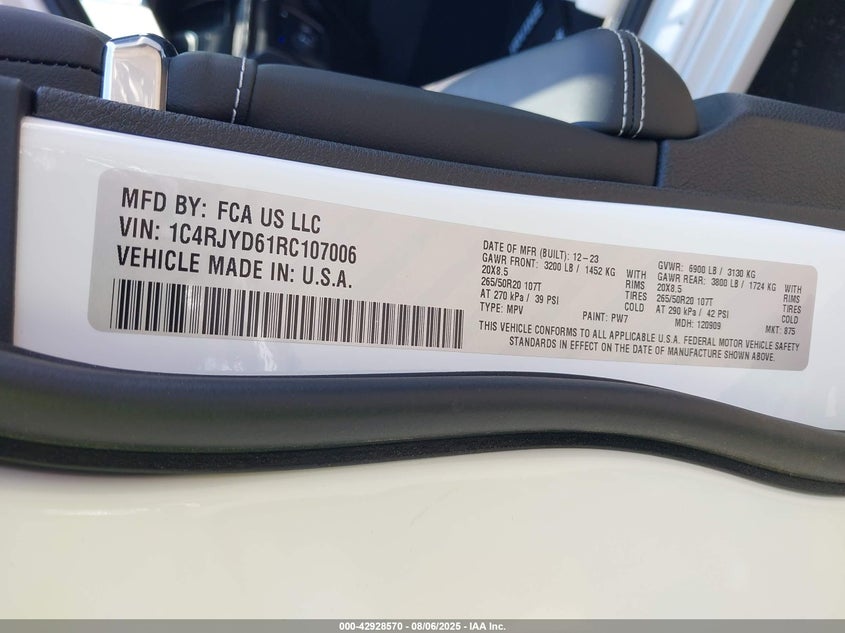 MFD BY: FCA US LLC
VIN: 1C4RJYD61RC107006
VEHICLE MADE IN: U.S.A.
DATE OF MFR (BUILT): 12-23 GVWR: 6900 LB / 3130 KG
GAWR FRONT: 3200 LB / 1452 KG WITH GAWR REAR: 3800 LB / 1724 KG WITH
20X8.5 RIMS 20X8.5 RIMS
265/50R20 107T TIRES 265/50R20 107T TIRES
AT 270 kPa / 39 PSI COLD AT 290 kPa / 42 PSI COLD
TYPE: MPV PAINT: PW7 MDH: 120909 MKT: 875
THIS VEHICLE CONFORMS TO ALL APPLICABLE U.S.A. FEDERAL MOTOR VEHICLE SAFETY
STANDARDS IN EFFECT ON THE DATE OF MANUFACTURE SHOWN ABOVE.
000-42928570 - 08/06/2025 - IAA Inc.